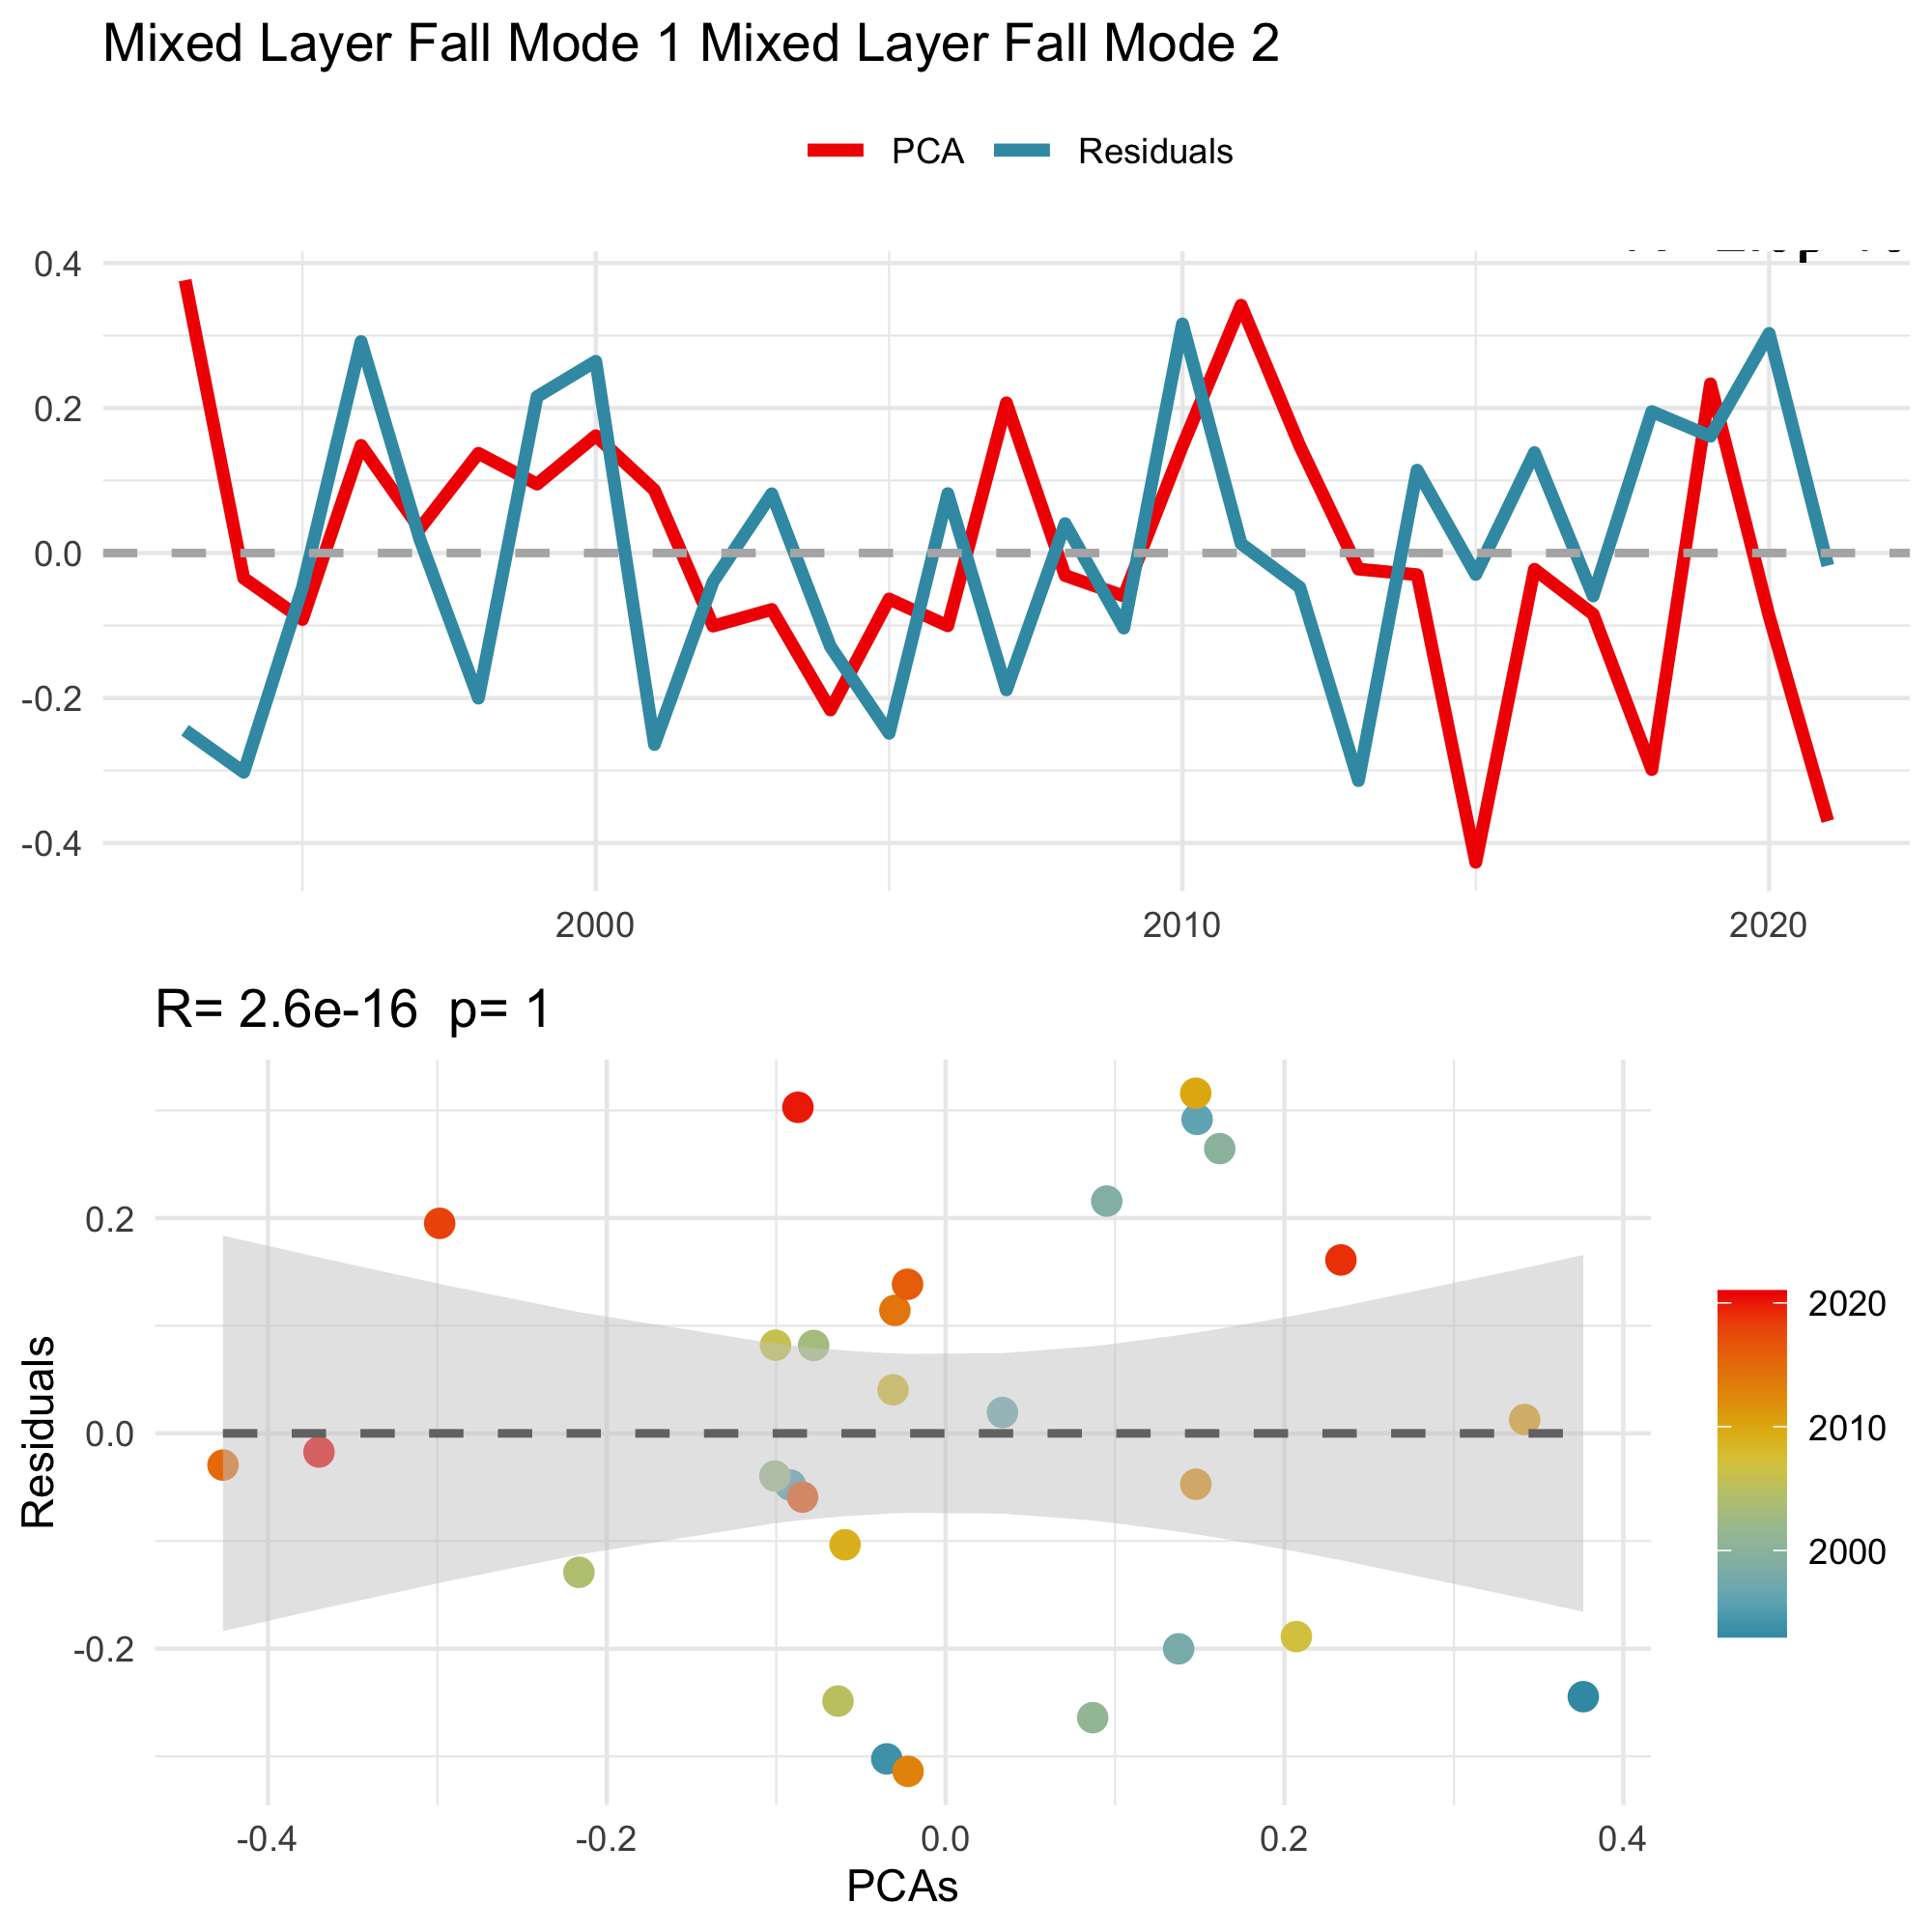 Mixed Layer Fall Mode 1 Mixed Layer Fall Mode 2
PCA Residuals
0.4
0.2
0.0
-0.2
-0.4
2000 2010 2020
R= 2.6e-16 p= 1
Residuals
0.2
0.0
-0.2
-0.4 -0.2 0.0 0.2 0.4
PCAs
2020
2010
2000